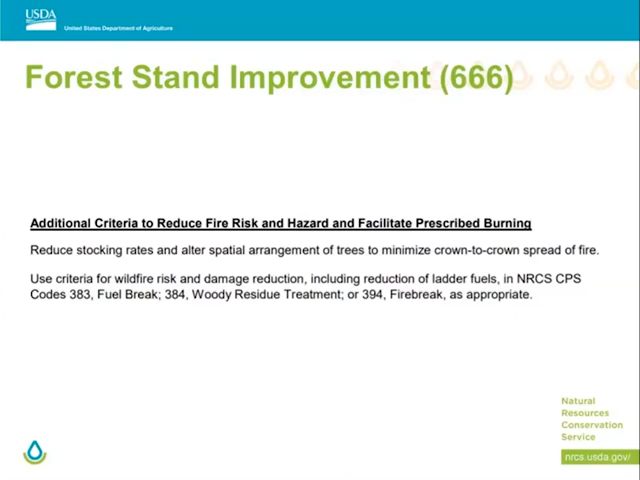 USDA
United States Department of Agriculture
Forest Stand Improvement (666)
Additional Criteria to Reduce Fire Risk and Hazard and Facilitate Prescribed Burning
Reduce stocking rates and alter spatial arrangement of trees to minimize crown-to-crown spread of fire.
Use criteria for wildfire risk and damage reduction, including reduction of ladder fuels, in NRCS CPS
Codes 383, Fuel Break; 384, Woody Residue Treatment; or 394, Firebreak, as appropriate.
Natural
Resources
Conservation
Service
nrcs.usda.gov/